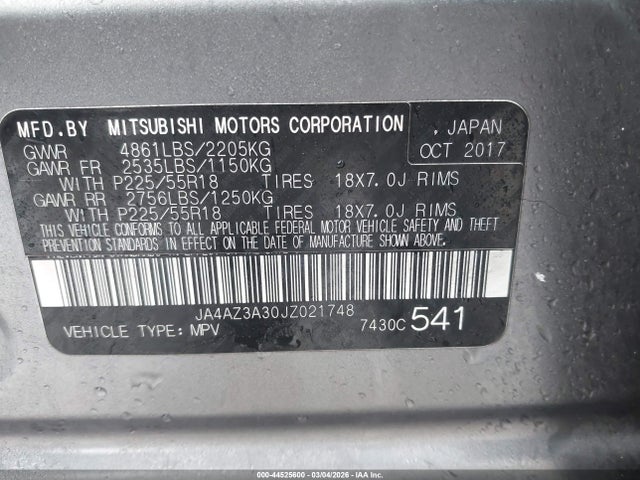 MFD.BY MITSUBISHI MOTORS CORPORATION , JAPAN
GWWR 4861LBS/2205KG OCT 2017
GAWR FR 2535LBS/1150KG
WITH P225/55R18 TIRES 18X7.0J RIMS
GAWR RR 2756LBS/1250KG
WITH P225/55R18 TIRES 18X7.0J RIMS
THIS VEHICLE CONFORMS TO ALL APPLICABLE FEDERAL MOTOR VEHICLE SAFETY AND THEFT
PREVENTION STANDARDS IN EFFECT ON THE DATE OF MANUFACTURE SHOWN ABOVE.
JA4AZ3A30JZ021748
VEHICLE TYPE: MPV 7430C 541
000-44525600 - 03/04/2026 - IAAI.COM